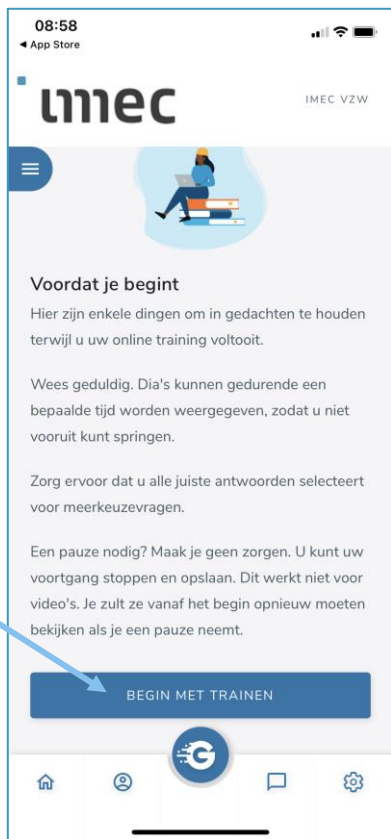 08:58
◀ App Store
imec
IMEC VZW
Voordat je begint
Hier zijn enkele dingen om in gedachten te houden
terwijl u uw online training voltooit.
Wees geduldig. Dia's kunnen gedurende een
bepaalde tijd worden weergegeven, zodat u niet
vooruit kunt springen.
Zorg ervoor dat u alle juiste antwoorden selecteert
voor meerkeuzevragen.
Een pauze nodig? Maak je geen zorgen. U kunt uw
voortgang stoppen en opslaan. Dit werkt niet voor
video's. Je zult ze vanaf het begin opnieuw moeten
bekijken als je een pauze neemt.
BEGIN MET TRAINEN
G